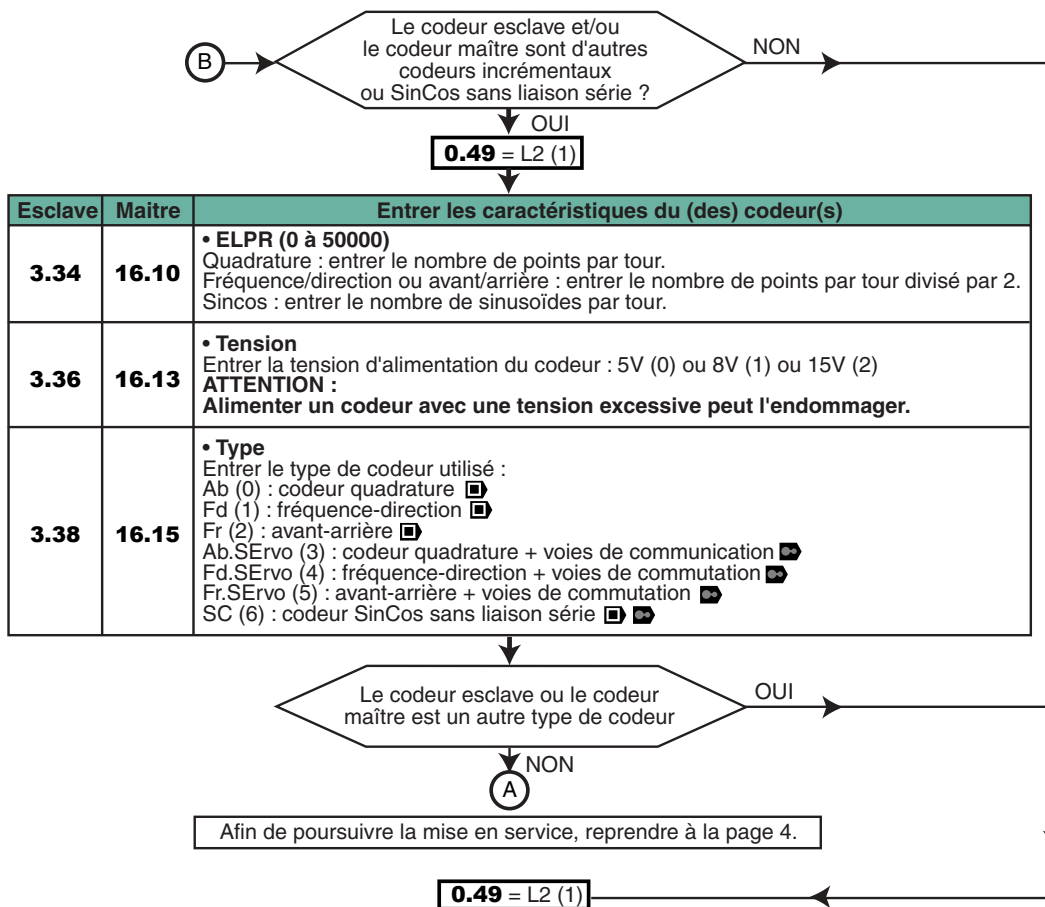 Le codeur esclave et/ou
le codeur maître sont d'autres
codeurs incrémentaux
ou SinCos sans liaison série ?
B
NON
OUI
0.49 = L2 (1)
Esclave Maitre Entrer les caractéristiques du (des) codeur(s)
3.34 16.10
• ELPR (0 à 50000)
Quadrature : entrer le nombre de points par tour.
Fréquence/direction ou avant/arrière : entrer le nombre de points par tour divisé par 2.
Sincos : entrer le nombre de sinusoïdes par tour.
3.36 16.13
• Tension
Entrer la tension d'alimentation du codeur : 5V (0) ou 8V (1) ou 15V (2)
ATTENTION :
Alimenter un codeur avec une tension excessive peut l'endommager.
3.38 16.15
• Type
Entrer le type de codeur utilisé :
Ab (0) : codeur quadrature
Fd (1) : fréquence-direction
Fr (2) : avant-arrière
Ab.SErvo (3) : codeur quadrature + voies de communication
Fd.SErvo (4) : fréquence-direction + voies de commutation
Fr.SErvo (5) : avant-arrière + voies de commutation
SC (6) : codeur SinCos sans liaison série
Le codeur esclave ou le codeur
maître est un autre type de codeur
OUI
NON
A
Afin de poursuivre la mise en service, reprendre à la page 4.
0.49 = L2 (1)